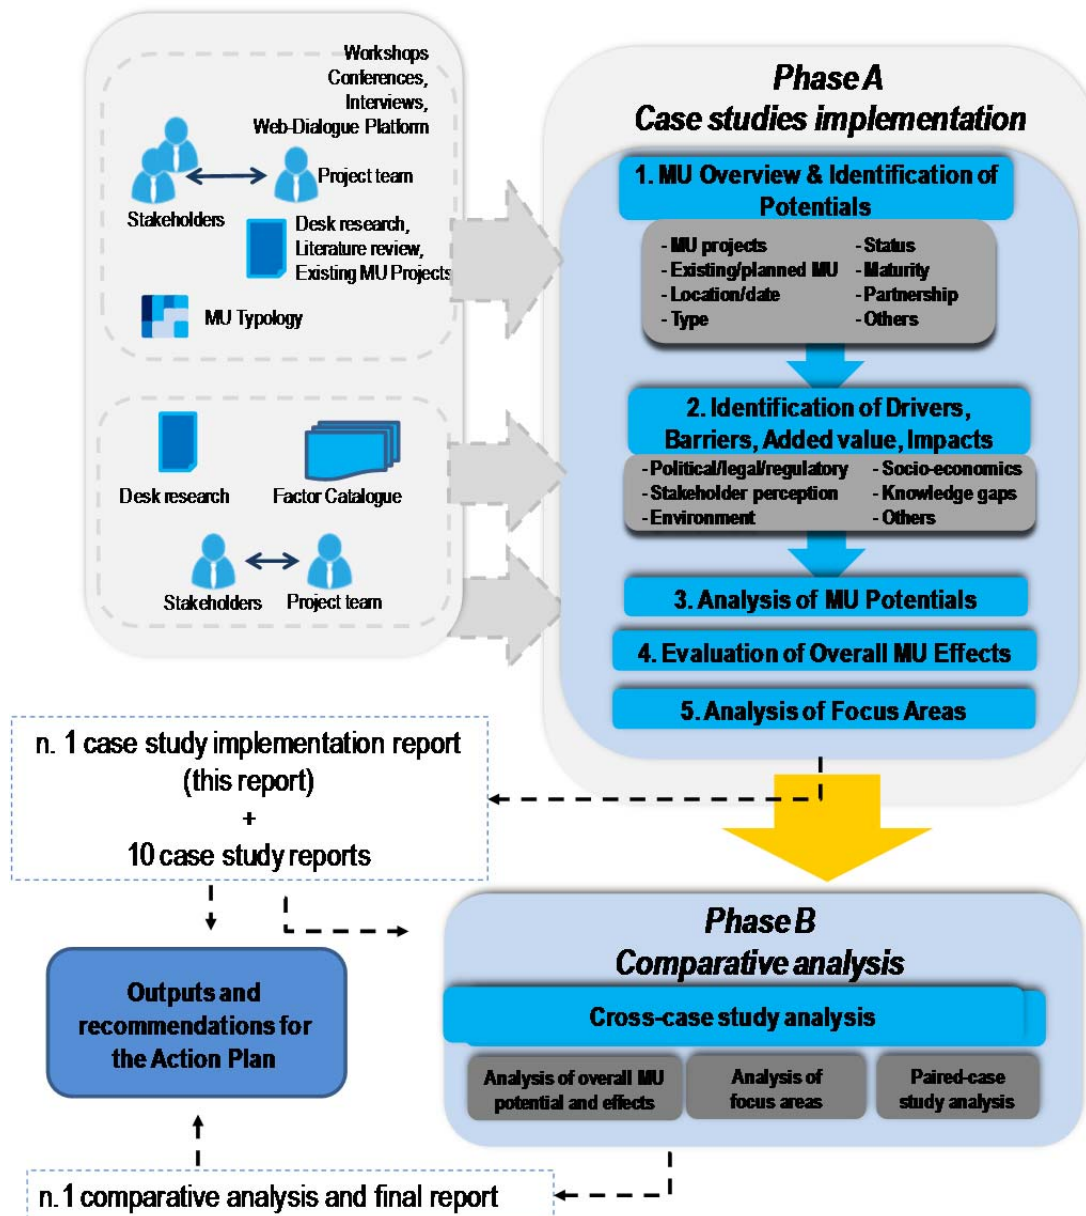 Workshops
Conferences,
Interviews,
Web-Dialogue Platform
Project team
Stakeholders
Desk research,
Literature review,
Existing MU Projects
MU Typology
Desk research
Factor Catalogue
Stakeholders
Project team
Phase A
Case studies implementation
1. MU Overview & Identification of
Potentials
- MU projects
- Existing/planned MU
- Location/date
- Type
- Status
- Maturity
- Partnership
- Others
2. Identification of Drivers,
Barriers, Added value, Impacts
- Political/legal/regulatory
- Stakeholder perception
- Environment
- Socio-economics
- Knowledge gaps
- Others
3. Analysis of MU Potentials
4. Evaluation of Overall MU Effects
5. Analysis of Focus Areas
n. 1 case study implementation report
(this report)
+
10 case study reports
Phase B
Comparative analysis
Cross-case study analysis
Analysis of overall MU
potential and effects
Analysis of
focus areas
Paired-case
study analysis
Outputs and
recommendations for
the Action Plan
n. 1 comparative analysis and final report